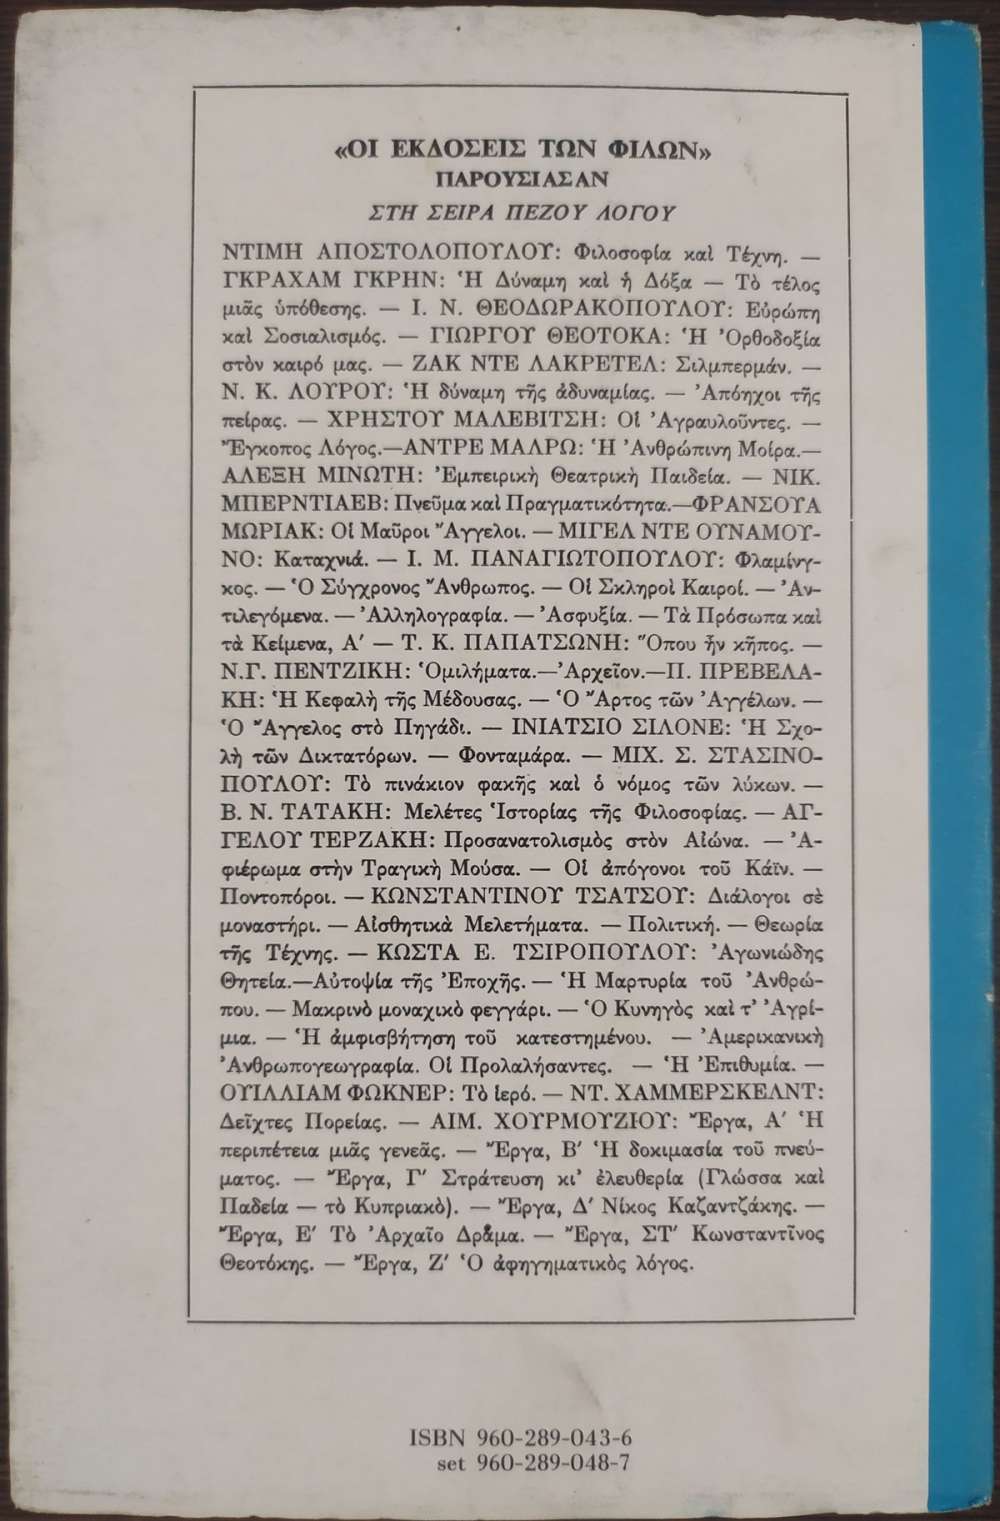 «ΟΙ ΕΚΔΟΣΕΙΣ ΤΩΝ ΦΙΛΩΝ»
ΠΑΡΟΥΣΙΑΣΑΝ
ΣΤΗ ΣΕΙΡΑ ΠΕΖΟΥ ΛΟΓΟΥ
ΝΤΙΜΗ ΑΠΟΣΤΟΛΟΠΟΥΛΟΥ: Φιλοσοφία καὶ Τέχνη. —
ΓΚΡΑΧΑΜ ΓΚΡΗΝ: Ἡ Δύναμη καὶ ἡ Δόξα — Τὸ τέλος
μιᾶς ὑπόθεσης. — Ι. Ν. ΘΕΟΔΩΡΑΚΟΠΟΥΛΟΥ: Εὐρώπη
καὶ Σοσιαλισμός. — ΓΙΩΡΓΟΥ ΘΕΟΤΟΚΑ: Ἡ Ὀρθοδοξία
στὸν καιρό μας. — ΖΑΚ ΝΤΕ ΛΑΚΡΕΤΕΛ: Σιλμπερμάν. —
Ν. Κ. ΛΟΥΡΟΥ: Ἡ δύναμη τῆς ἀδυναμίας. — Ἀπόηχοι τῆς
πείρας. — ΧΡΗΣΤΟΥ ΜΑΛΕΒΙΤΣΗ: Οἱ Ἀγραυλοῦντες. —
Ἔγκοπος Λόγος.—ΑΝΤΡΕ ΜΑΛΡΩ: Ἡ Ἀνθρώπινη Μοίρα.—
ΑΛΕΞΗ ΜΙΝΩΤΗ: Ἐμπειρικὴ Θεατρικὴ Παιδεία. — ΝΙΚ.
ΜΠΕΡΝΤΙΑΕΒ: Πνεῦμα καὶ Πραγματικότητα.—ΦΡΑΝΣΟΥΑ
ΜΩΡΙΑΚ: Οἱ Μαῦροι Ἄγγελοι. — ΜΙΓΕΛ ΝΤΕ ΟΥΝΑΜΟΥ-
ΝΟ: Καταχνιά. — Ι. Μ. ΠΑΝΑΓΙΩΤΟΠΟΥΛΟΥ: Φλαμίνγ-
κος. — Ὁ Σύγχρονος Ἄνθρωπος. — Οἱ Σκληροὶ Καιροί. — Ἀν-
τιλεγόμενα. — Ἀλληλογραφία. — Ἀσφυξία. — Τὰ Πρόσωπα καὶ
τὰ Κείμενα, Α′ — Τ. Κ. ΠΑΠΑΤΣΩΝΗ: Ὅπου ἦν κῆπος. —
Ν.Γ. ΠΕΝΤΖΙΚΗ: Ὁμιλήματα.—Ἀρχεῖον.—Π. ΠΡΕΒΕΛΑ-
ΚΗ: Ἡ Κεφαλὴ τῆς Μέδουσας. — Ὁ Ἄρτος τῶν Ἀγγέλων. —
Ὁ Ἄγγελος στὸ Πηγάδι. — ΙΝΙΑΤΣΙΟ ΣΙΛΟΝΕ: Ἡ Σχο-
λὴ τῶν Δικτατόρων. — Φονταμάρα. — ΜΙΧ. Σ. ΣΤΑΣΙΝΟ-
ΠΟΥΛΟΥ: Τὸ πινάκιον φακῆς καὶ ὁ νόμος τῶν λύκων. —
Β. Ν. ΤΑΤΑΚΗ: Μελέτες Ἱστορίας τῆς Φιλοσοφίας. — ΑΓ-
ΓΕΛΟΥ ΤΕΡΖΑΚΗ: Προσανατολισμὸς στὸν Αἰώνα. — Ἀ-
φιέρωμα στὴν Τραγικὴ Μούσα. — Οἱ ἀπόγονοι τοῦ Κάϊν. —
Ποντοπόροι. — ΚΩΝΣΤΑΝΤΙΝΟΥ ΤΣΑΤΣΟΥ: Διάλογοι σὲ
μοναστήρι. — Αἰσθητικὰ Μελετήματα. — Πολιτική. — Θεωρία
τῆς Τέχνης. — ΚΩΣΤΑ Ε. ΤΣΙΡΟΠΟΥΛΟΥ: Ἀγωνιώδης
Θητεία.—Αὐτοψία τῆς Ἐποχῆς. — Ἡ Μαρτυρία τοῦ Ἀνθρώ-
που. — Μακρινὸ μοναχικὸ φεγγάρι. — Ὁ Κυνηγὸς καὶ τ᾽ Ἀγρί-
μια. — Ἡ ἀμφισβήτηση τοῦ κατεστημένου. — Ἀμερικανικὴ
Ἀνθρωπογεωγραφία. Οἱ Προλαλήσαντες. — Ἡ Ἐπιθυμία. —
ΟΥΙΛΛΙΑΜ ΦΩΚΝΕΡ: Τὸ ἱερό. — ΝΤ. ΧΑΜΜΕΡΣΚΕΛΝΤ:
Δεῖχτες Πορείας. — ΑΙΜ. ΧΟΥΡΜΟΥΖΙΟΥ: Ἔργα, Α′ Ἡ
περιπέτεια μιᾶς γενεᾶς. — Ἔργα, Β′ Ἡ δοκιμασία τοῦ πνεύ-
ματος. — Ἔργα, Γ′ Στράτευση κι᾽ ἐλευθερία (Γλώσσα καὶ
Παδεία — τὸ Κυπριακὸ). — Ἔργα, Δ′ Νίκος Καζαντζάκης. —
Ἔργα, Ε′ Τὸ Ἀρχαῖο Δρᾶμα. — Ἔργα, ΣΤ′ Κωνσταντῖνος
Θεοτόκης. — Ἔργα, Ζ′ Ὁ ἀφηγηματικὸς λόγος.
ISBN 960-289-043-6
set 960-289-048-7